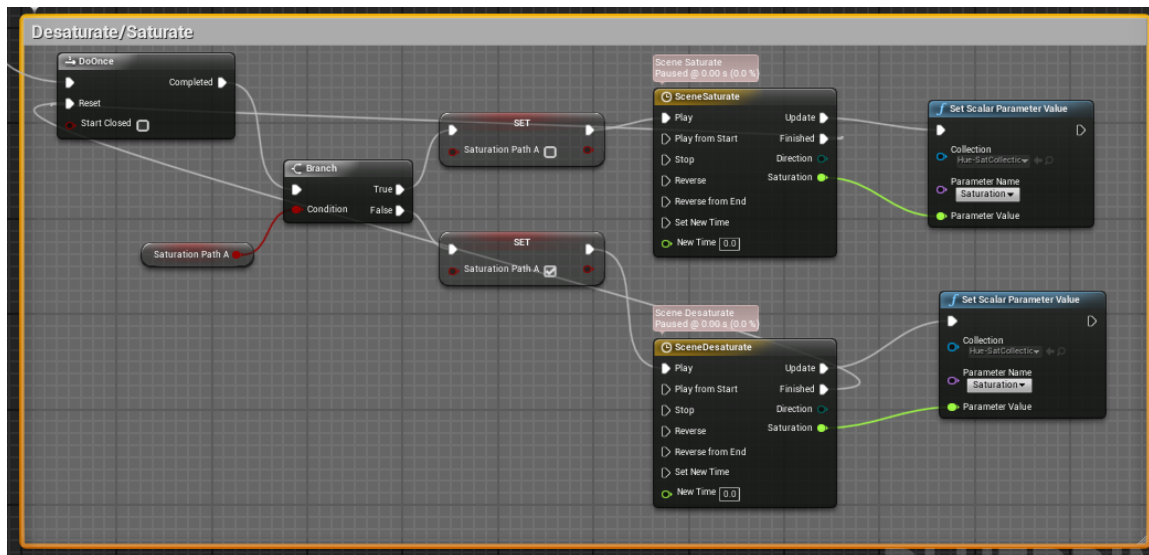 Desaturate/Saturate
DoOnce
Completed
Reset
Start Closed
Branch
True
Condition
False
Saturation Path A
SET
Saturation Path A
SET
Saturation Path A
Scene Saturate
Paused @ 0.00 s (0.0 %)
SceneSaturate
Play
Update
Play from Start
Finished
Stop
Direction
Reverse
Saturation
Reverse from End
Set New Time
New Time 0.0
Set Scalar Parameter Value
Collection
Hue-SatCollectic
Parameter Name
Saturation
Parameter Value
Scene Desaturate
Paused @ 0.00 s (0.0 %)
SceneDesaturate
Play
Update
Play from Start
Finished
Stop
Direction
Reverse
Saturation
Reverse from End
Set New Time
New Time 0.0
Set Scalar Parameter Value
Collection
Hue-SatCollectic
Parameter Name
Saturation
Parameter Value